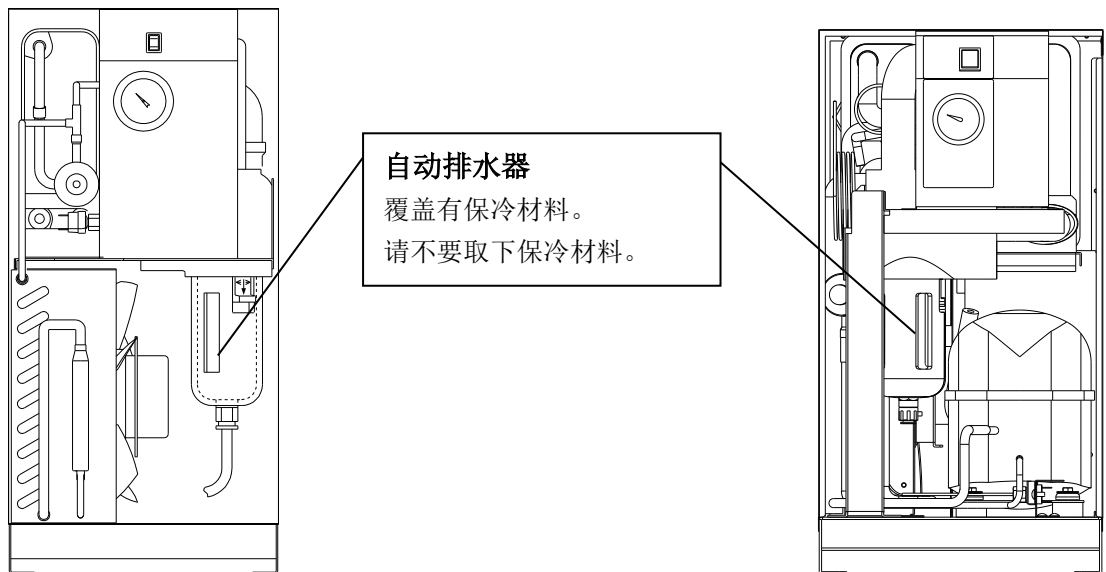 自动排水器
覆盖有保冷材料。
请不要取下保冷材料。